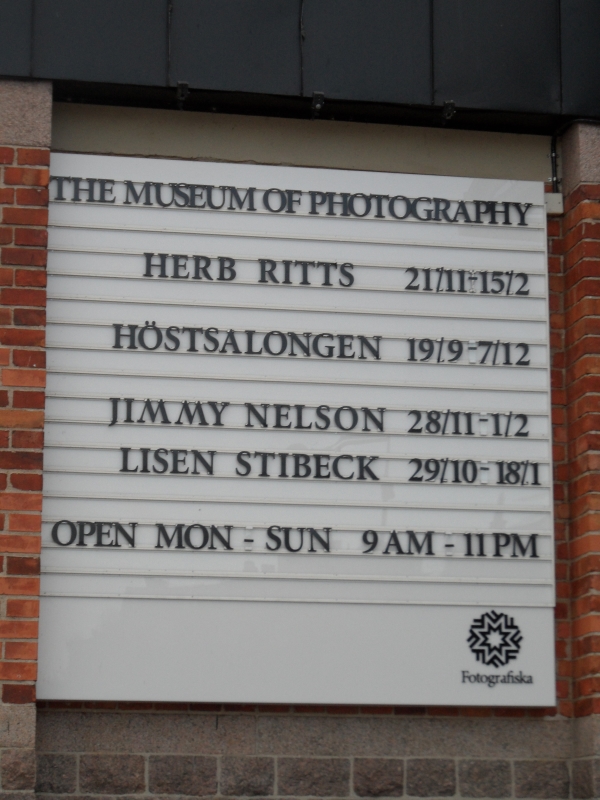 THE MUSEUM OF PHOTOGRAPHY
HERB RITTS 21/11-15/2
HÖSTSALONGEN 19/9-7/12
JIMMY NELSON 28/11-1/2
LISEN STIBECK 29/10-18/1
OPEN MON - SUN 9AM - 11PM
Fotografiska